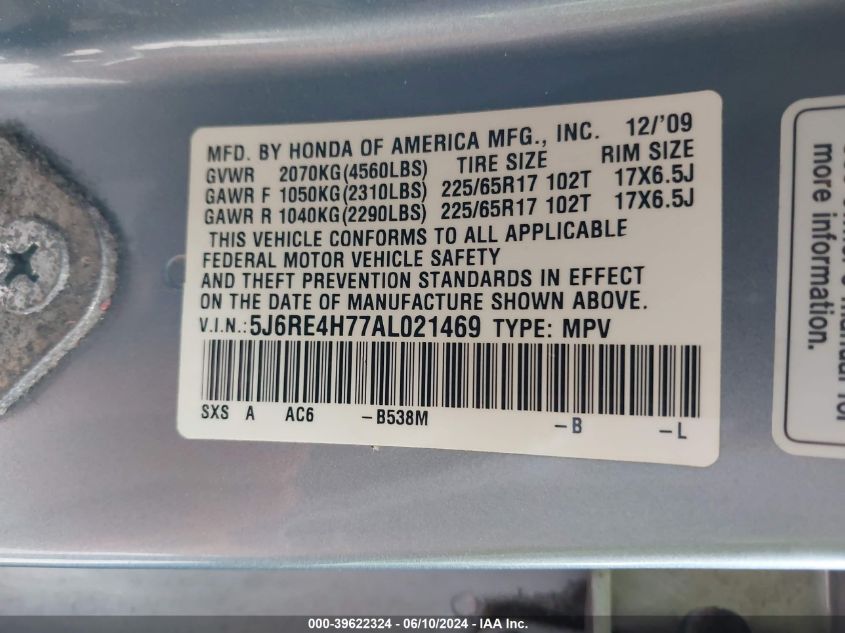 MFD. BY HONDA OF AMERICA MFG., INC. 12/'09
GVWR 2070KG(4560LBS) TIRE SIZE RIM SIZE
GAWR F 1050KG(2310LBS) 225/65R17 102T 17X6.5J
GAWR R 1040KG(2290LBS) 225/65R17 102T 17X6.5J
THIS VEHICLE CONFORMS TO ALL APPLICABLE
FEDERAL MOTOR VEHICLE SAFETY
AND THEFT PREVENTION STANDARDS IN EFFECT
ON THE DATE OF MANUFACTURE SHOWN ABOVE.
V.I.N.: 5J6RE4H77AL021469 TYPE: MPV
SXS A AC6 -B538M -B -L
manual for
more information.
000-39622324 - 06/10/2024 - IAA Inc.